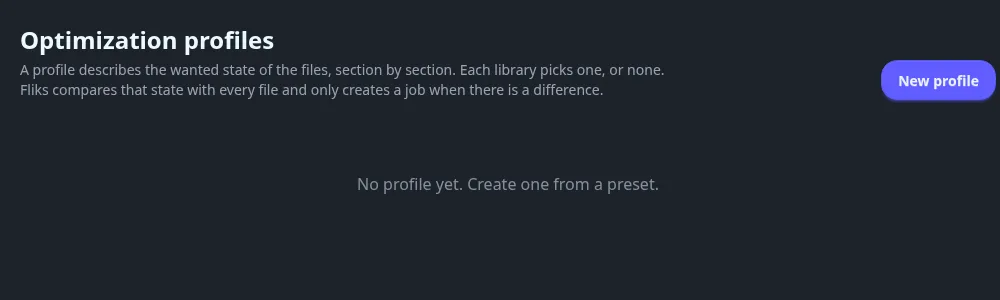 Optimization profiles
A profile describes the wanted state of the files, section by section. Each library picks one, or none.
Fliks compares that state with every file and only creates a job when there is a difference.
New profile
No profile yet. Create one from a preset.